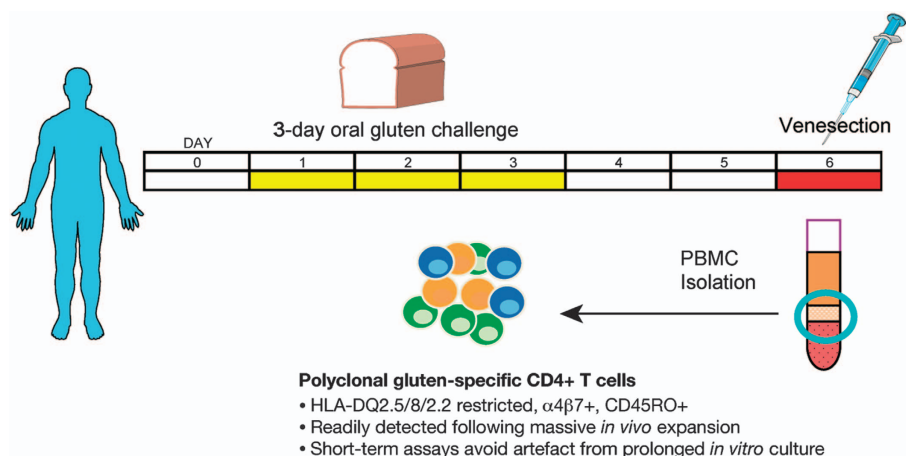 3-day oral gluten challenge
Venesection
DAY
0 1 2 3 4 5 6
PBMC
Isolation
Polyclonal gluten-specific CD4+ T cells
• HLA-DQ2.5/8/2.2 restricted, α4β7+, CD45RO+
• Readily detected following massive in vivo expansion
• Short-term assays avoid artefact from prolonged in vitro culture